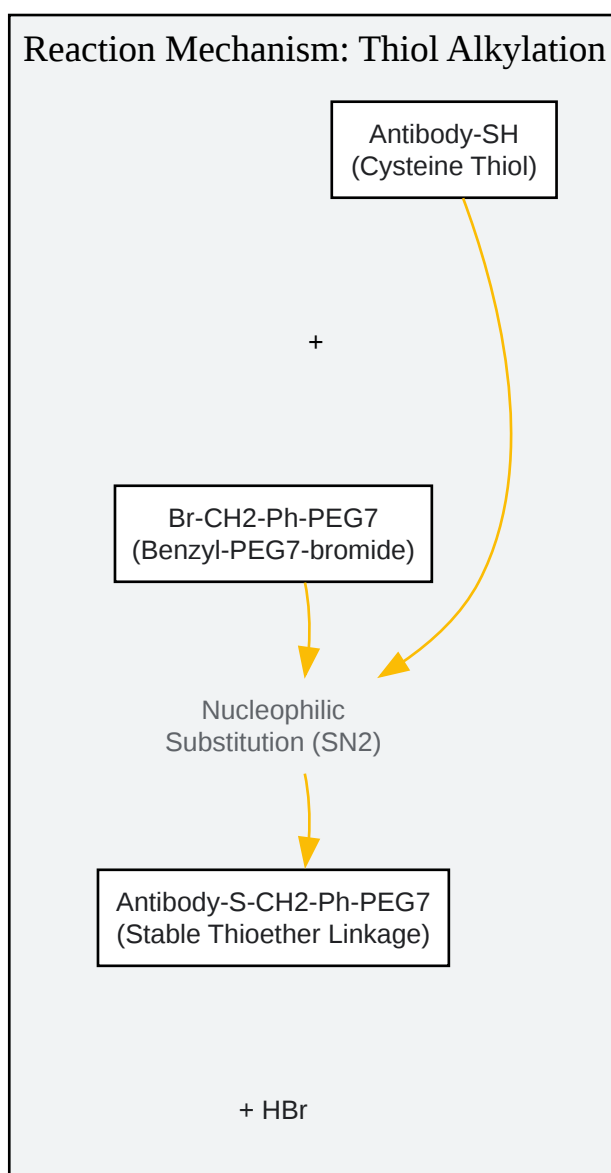 Reaction Mechanism: Thiol Alkylation
Antibody-SH
(Cysteine Thiol)
+
Br-CH2-Ph-PEG7
(Benzyl-PEG7-bromide)
Nucleophilic
Substitution (SN2)
Antibody-S-CH2-Ph-PEG7
(Stable Thioether Linkage)
+ HBr